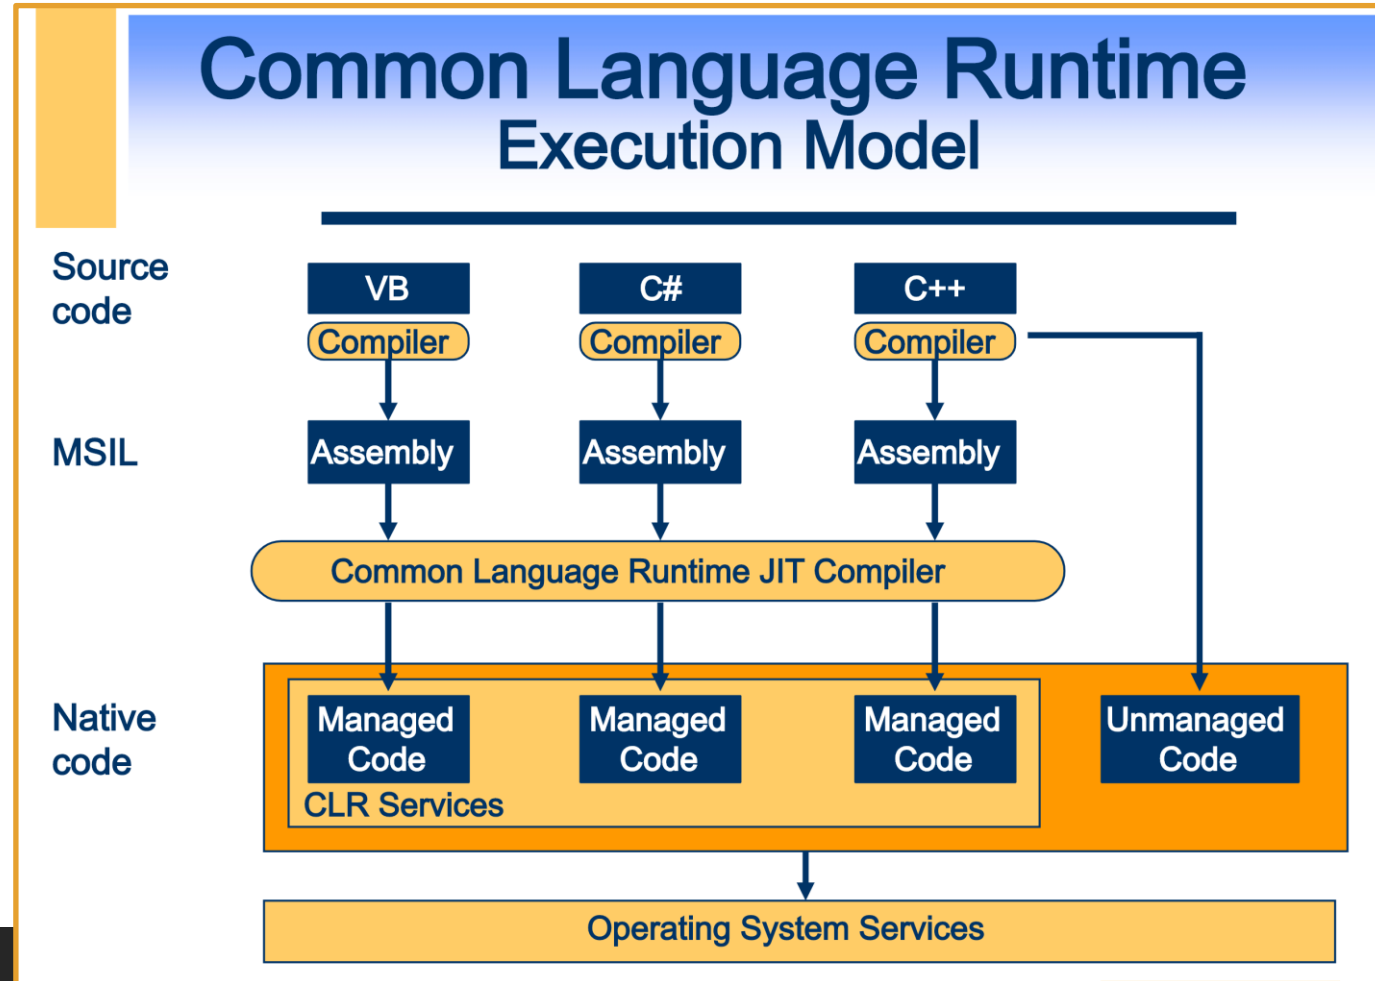 Common Language Runtime
Execution Model
Source
code
VB
C#
C++
Compiler
Compiler
Compiler
MSIL
Assembly
Assembly
Assembly
Common Language Runtime JIT Compiler
Native
code
Managed
Code
Managed
Code
Managed
Code
Unmanaged
Code
CLR Services
Operating System Services